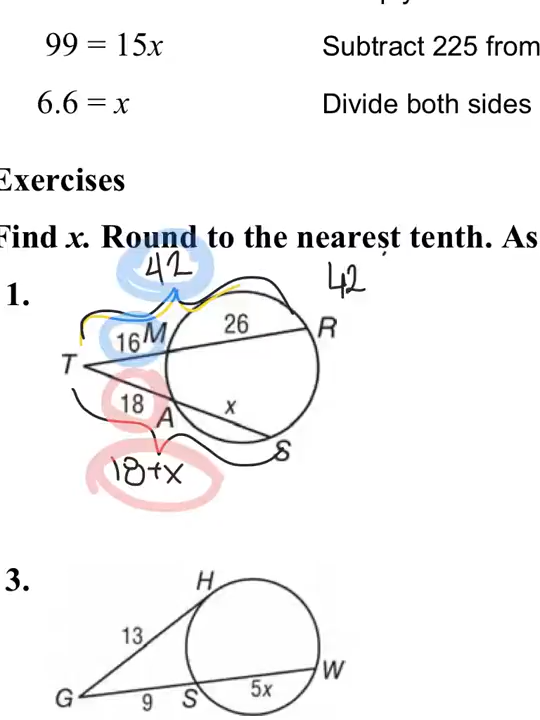 99 = 15x
Subtract 225 from
6.6 = x
Divide both sides
Exercises
Find x. Round to the nearest tenth. As
1.
42
42
16
M
26
R
T
18
A
x
S
18+x
3.
H
13
G
9
S
5x
W